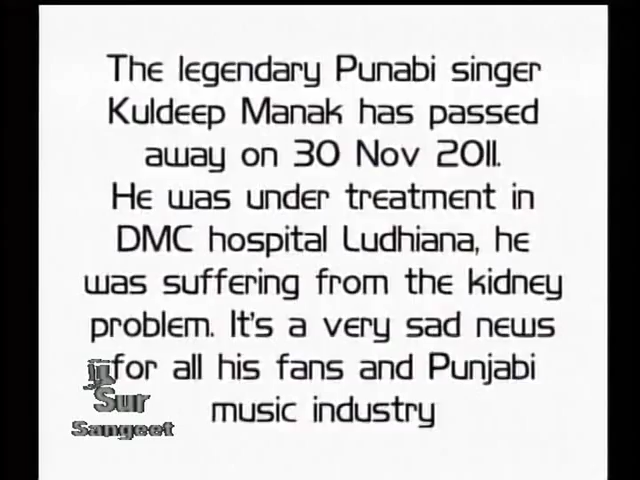 The legendary Punabi singer
Kuldeep Manak has passed
away on 30 Nov 2011.
He was under treatment in
DMC hospital Ludhiana, he
was suffering from the kidney
problem. It's a very sad news
for all his fans and Punjabi
music industry
Sur
Sangeet